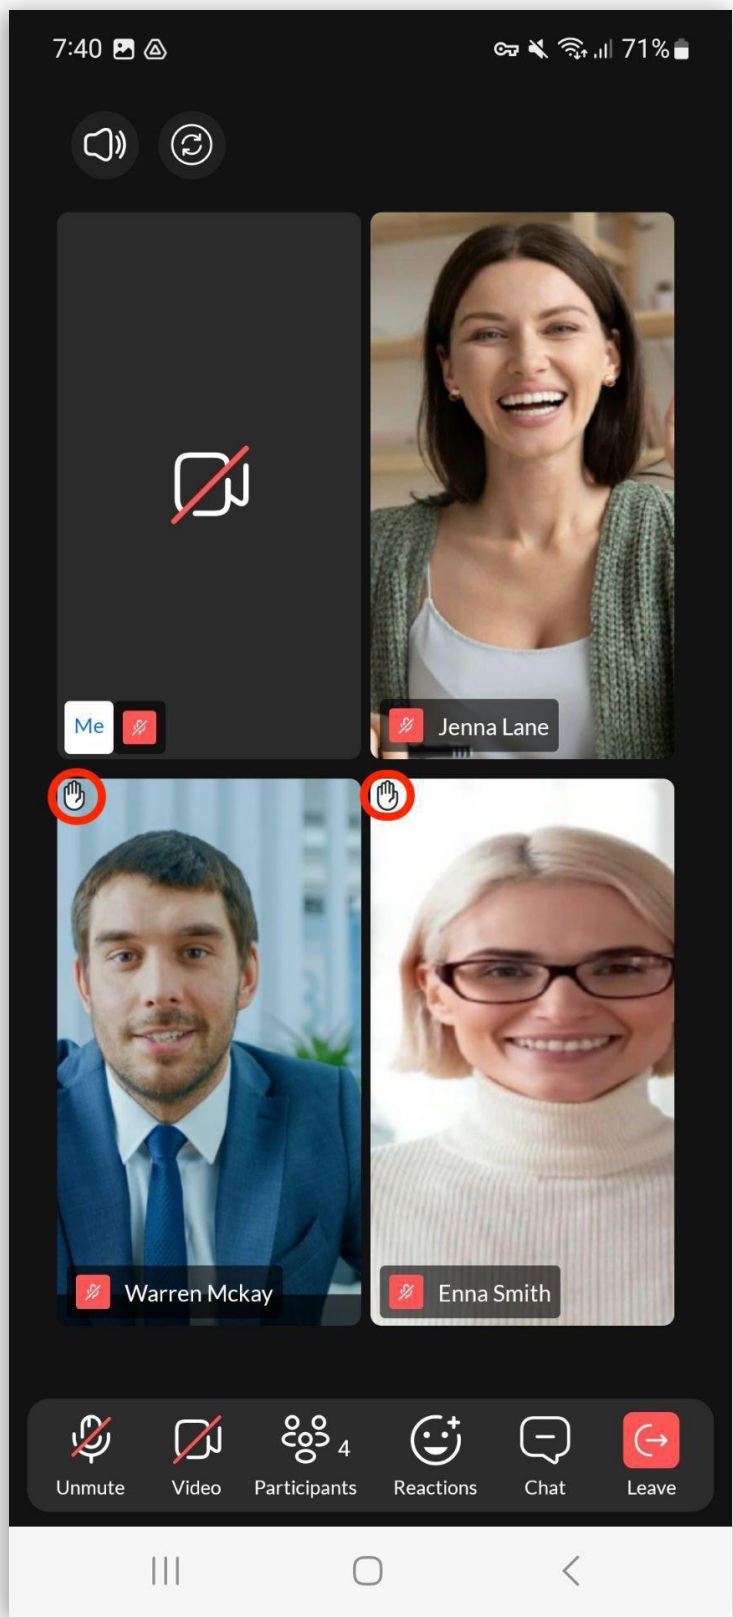 7:40 71%
Me
Jenna Lane
Warren Mckay
Enna Smith
4
Unmute Video Participants Reactions Chat Leave